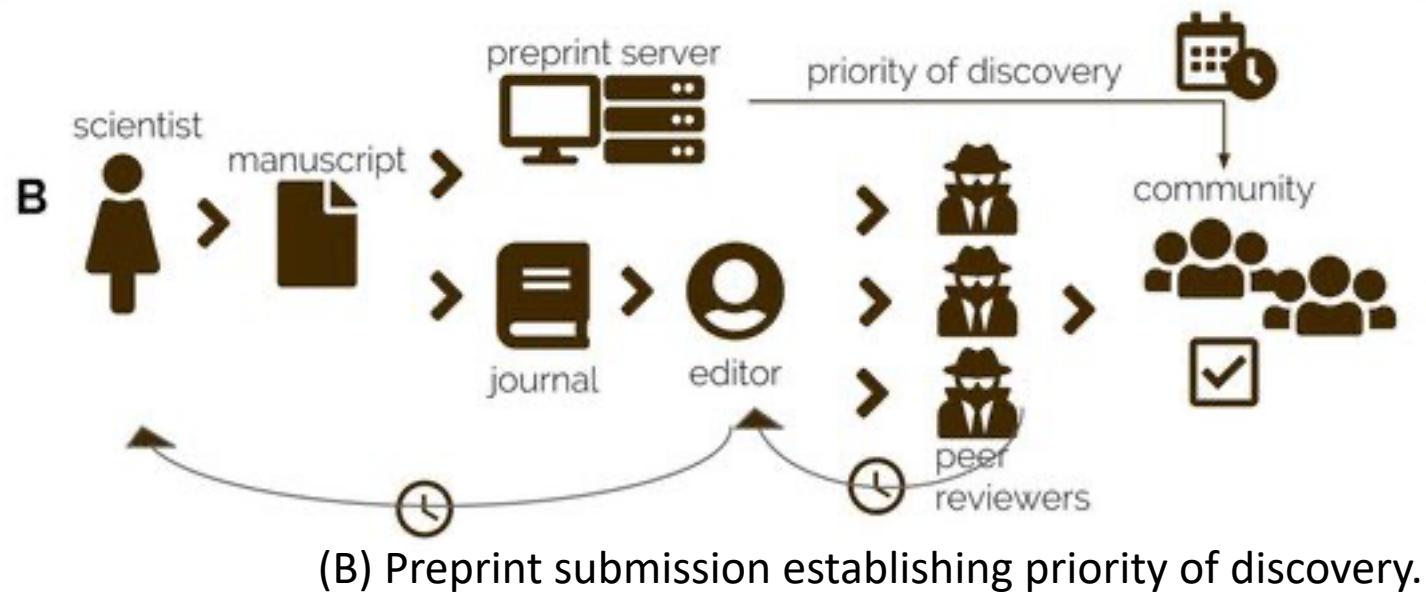 preprint server
priority of discovery
scientist
manuscript
B
community
journal
editor
peer
reviewers
(B) Preprint submission establishing priority of discovery.